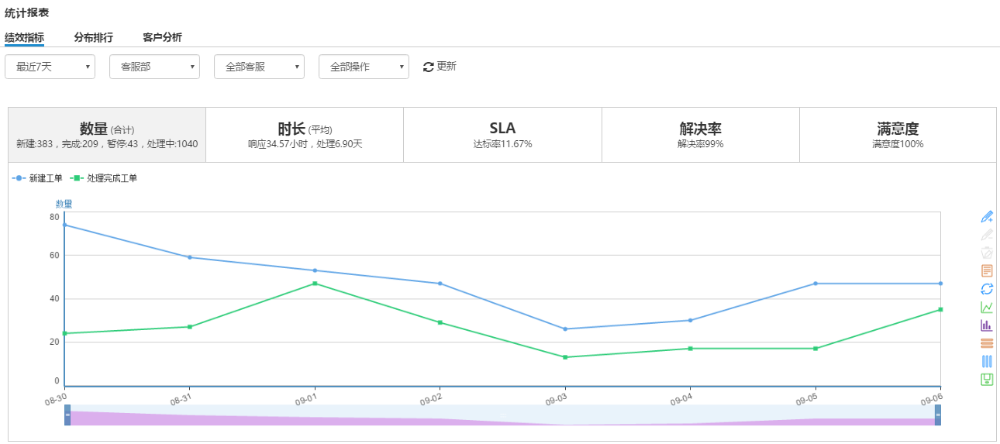 统计报表
绩效指标 分布排行 客户分析
最近7天 客服部 全部客服 全部操作 更新
数量 (合计) 时长 (平均) SLA 解决率 满意度
新建:383，完成:209，暂停:43，处理中:1040 响应34.57小时，处理6.90天 达标率11.67% 解决率99% 满意度100%
新建工单 处理完成工单
数量
80
60
40
20
0
08-30 08-31 09-01 09-02 09-03 09-04 09-05 09-06